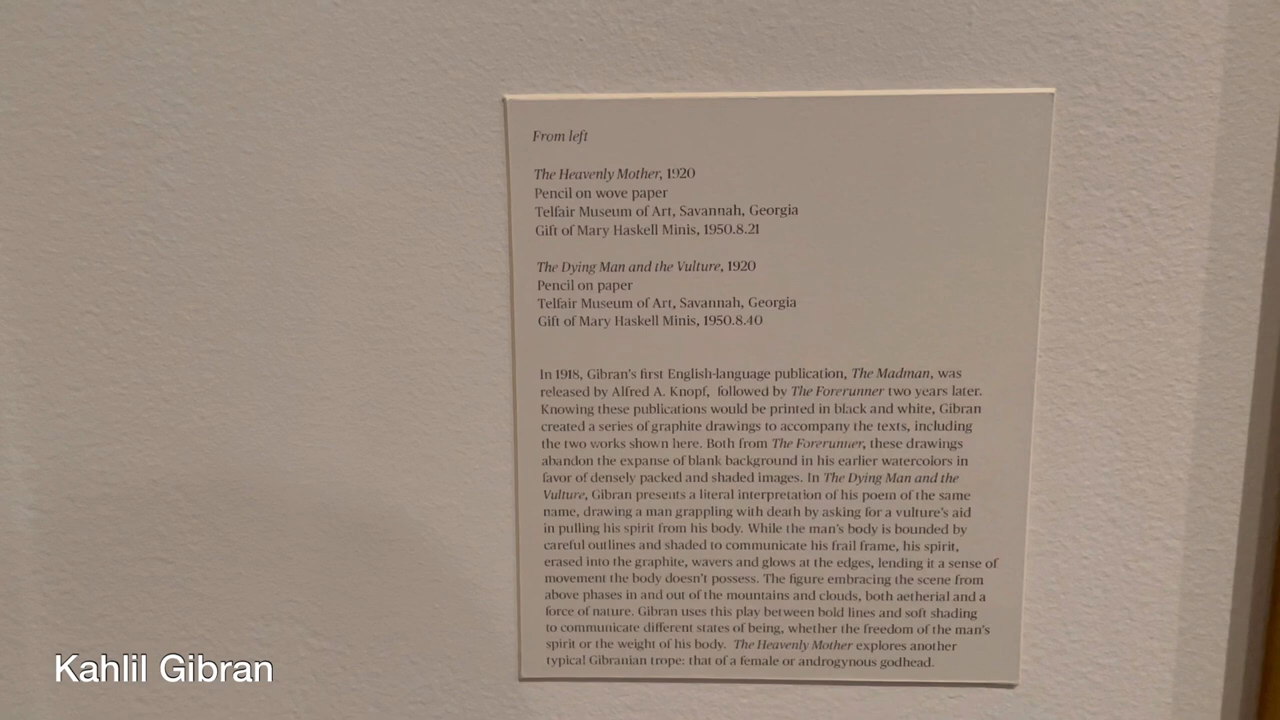 From left
The Heavenly Mother, 1920
Pencil on wove paper
Telfair Museum of Art, Savannah, Georgia
Gift of Mary Haskell Minis, 1950.8.21
The Dying Man and the Vulture, 1920
Pencil on paper
Telfair Museum of Art, Savannah, Georgia
Gift of Mary Haskell Minis, 1950.8.40
In 1918, Gibran's first English-language publication, The Madman, was
released by Alfred A. Knopf, followed by The Forerunner two years later.
Knowing these publications would be printed in black and white, Gibran
created a series of graphite drawings to accompany the texts, including
the two works shown here. Both from The Forerunner, these drawings
abandon the expanse of blank background in his earlier watercolors in
favor of densely packed and shaded images. In The Dying Man and the
Vulture, Gibran presents a literal interpretation of his poem of the same
name, drawing a man grappling with death by asking for a vulture's aid
in pulling his spirit from his body. While the man's body is bounded by
careful outlines and shaded to communicate his frail frame, his spirit,
erased into the graphite, wavers and glows at the edges, lending it a sense of
movement the body doesn't possess. The figure embracing the scene from
above phases in and out of the mountains and clouds, both aetherial and a
force of nature. Gibran uses this play between bold lines and soft shading
to communicate different states of being, whether the freedom of the man's
spirit or the weight of his body. The Heavenly Mother explores another
typical Gibranian trope: that of a female or androgynous godhead.
Kahlil Gibran